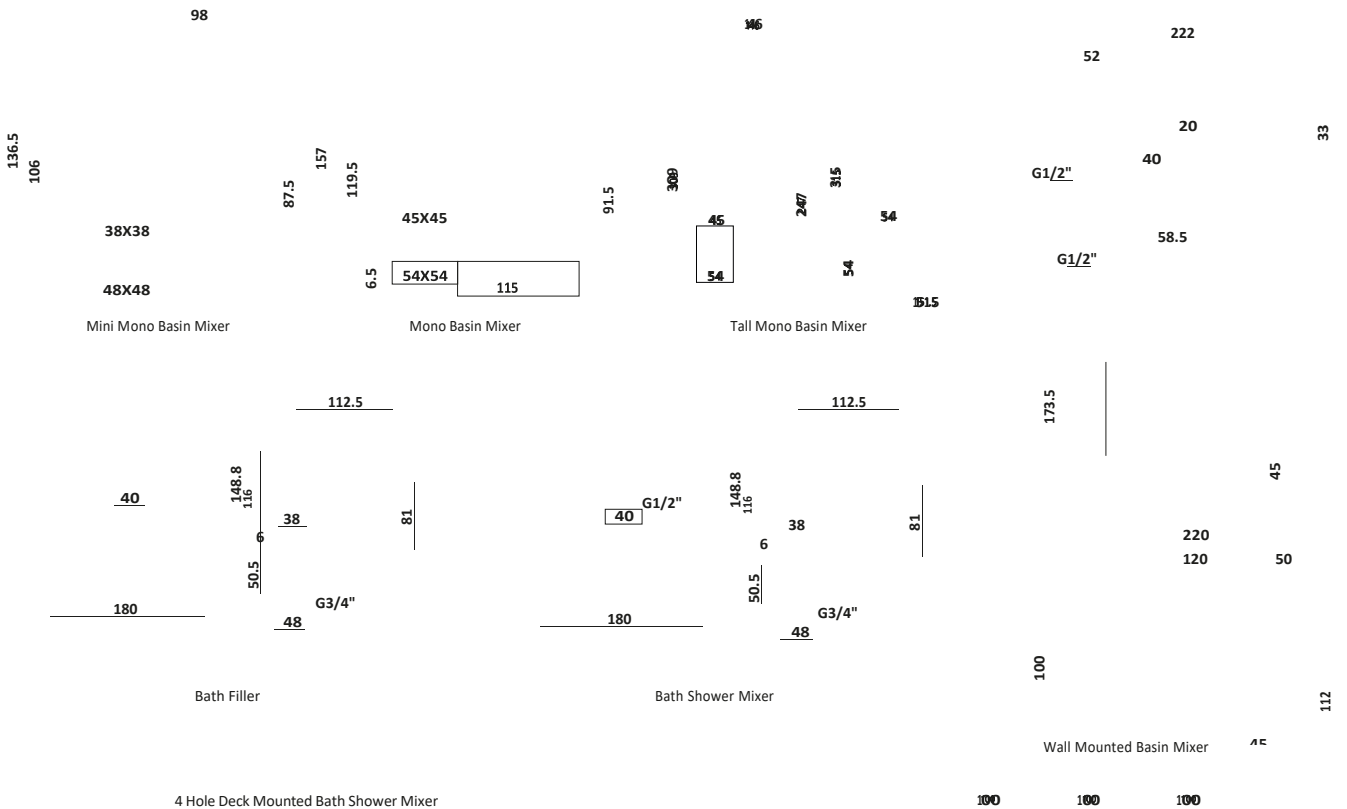 98
222
52
136.5
106
20
33
157
119.5
87.5
91.5
40
G1/2"
45X45
38X38
45
54
58.5
G1/2"
6.5
54X54
54
54
115
48X48
Mini Mono Basin Mixer
Mono Basin Mixer
Tall Mono Basin Mixer
112.5
112.5
173.5
148.8
116
40
38
6
81
50.5
180
48
G3/4"
148.8
116
G1/2"
40
38
6
81
50.5
180
48
G3/4"
45
220
120
50
100
112
Bath Filler
Bath Shower Mixer
Wall Mounted Basin Mixer
45
4 Hole Deck Mounted Bath Shower Mixer